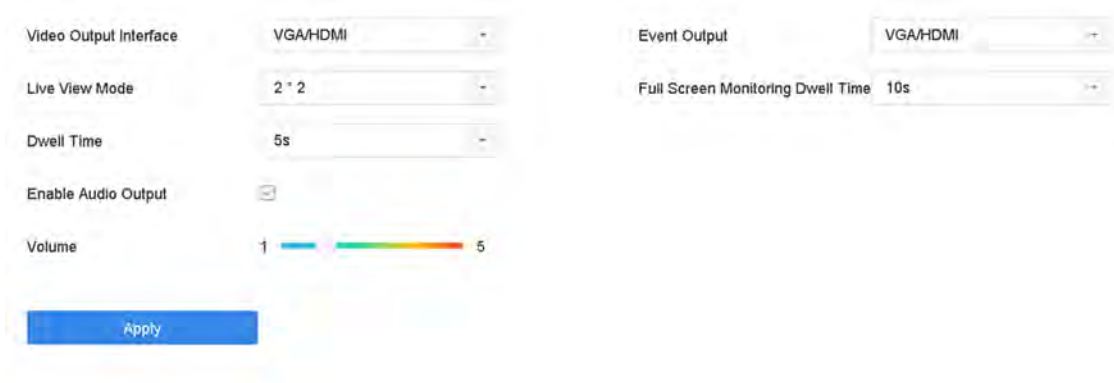 Video Output Interface VGA/HDMI
Event Output VGA/HDMI
Live View Mode 2 * 2
Full Screen Monitoring Dwell Time 10s
Dwell Time 5s
Enable Audio Output
Volume 1 5
Apply